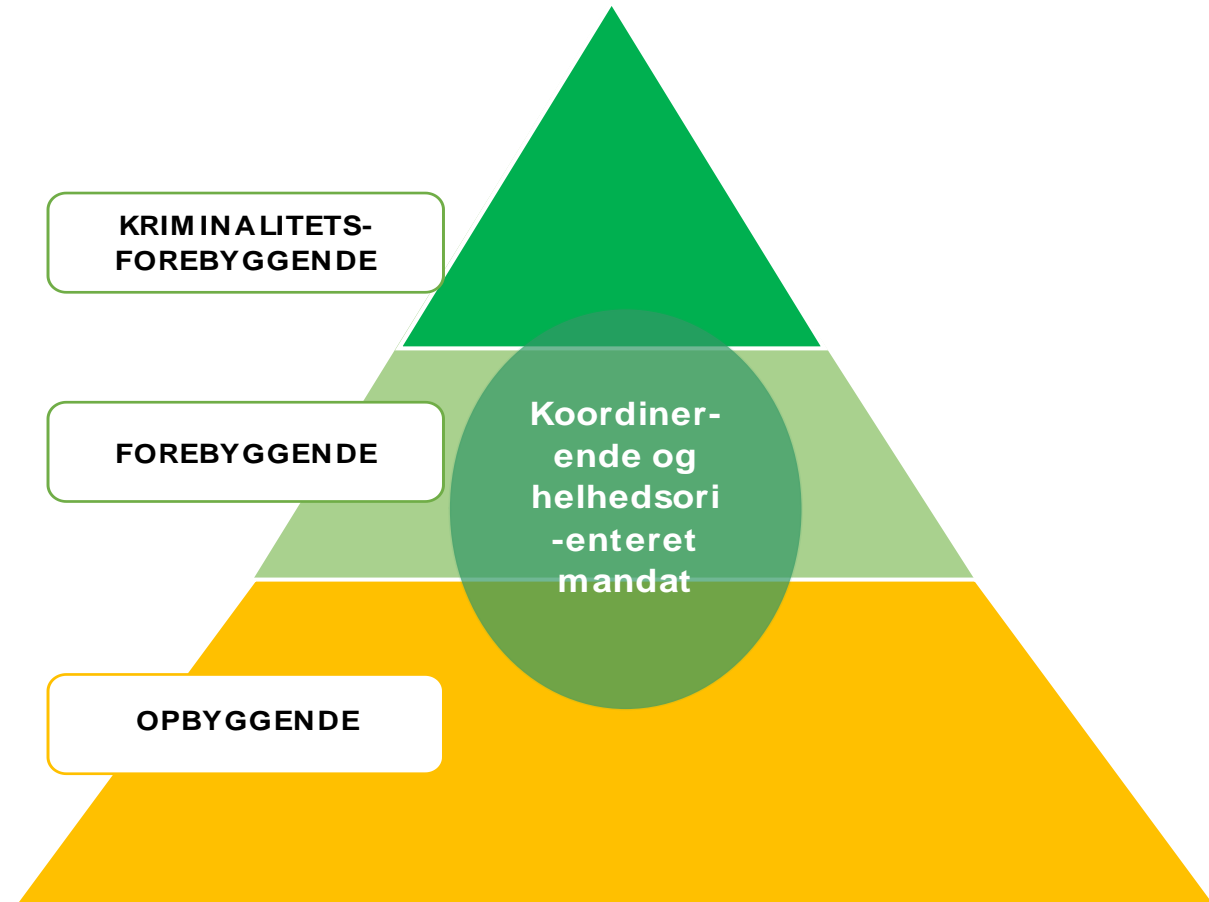 KRIMINALITETS-
FOREBYGGENDE
FOREBYGGENDE
Koordiner-
ende og
helhedsori
-enteret
mandat
OPBYGGENDE